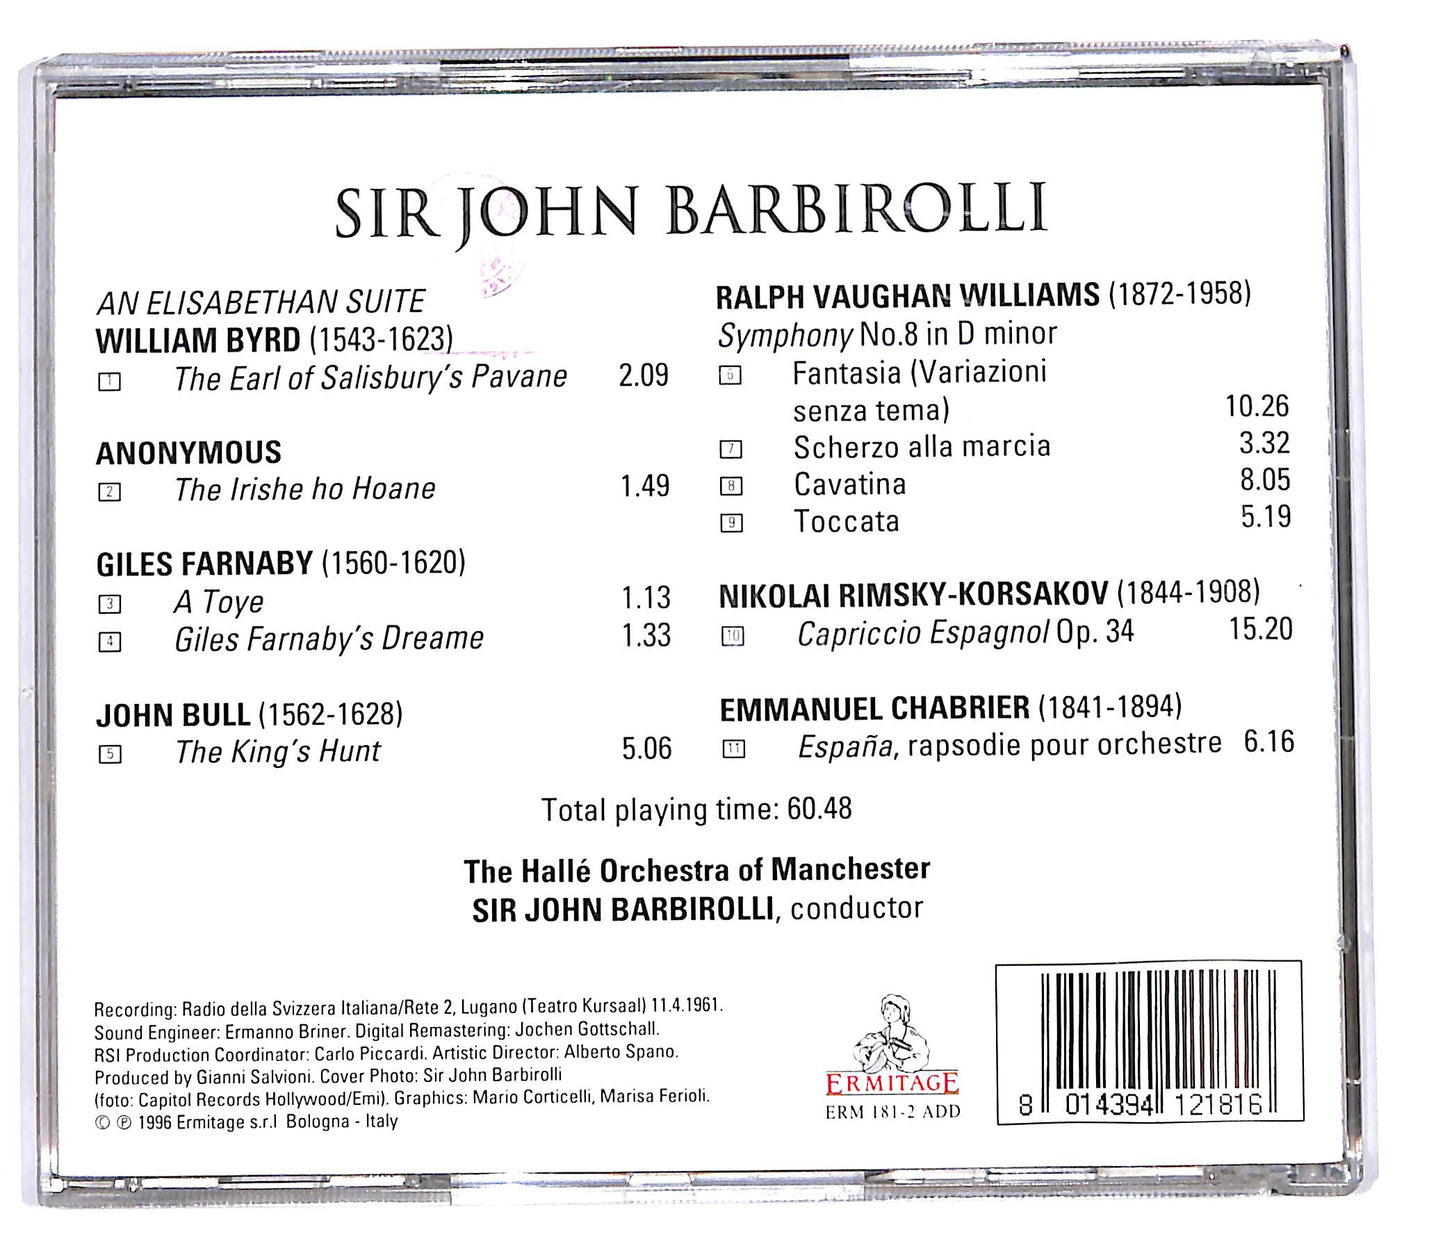 SIR JOHN BARBIROLLI
AN ELISABETHAN SUITE
WILLIAM BYRD (1543-1623)
1 The Earl of Salisbury's Pavane 2.09
ANONYMOUS
2 The Irishe ho Hoane 1.49
GILES FARNABY (1560-1620)
3 A Toye 1.13
4 Giles Farnaby's Dreame 1.33
JOHN BULL (1562-1628)
5 The King's Hunt 5.06
RALPH VAUGHAN WILLIAMS (1872-1958)
Symphony No.8 in D minor
6 Fantasia (Variazioni
senza tema) 10.26
7 Scherzo alla marcia 3.32
8 Cavatina 8.05
9 Toccata 5.19
NIKOLAI RIMSKY-KORSAKOV (1844-1908)
10 Capriccio Espagnol Op. 34 15.20
EMMANUEL CHABRIER (1841-1894)
11 España, rapsodie pour orchestre 6.16
Total playing time: 60.48
The Hallé Orchestra of Manchester
SIR JOHN BARBIROLLI, conductor
Recording: Radio della Svizzera Italiana/Rete 2, Lugano (Teatro Kursaal) 11.4.1961.
Sound Engineer: Ermanno Briner. Digital Remastering: Jochen Gottschall.
RSI Production Coordinator: Carlo Piccardi. Artistic Director: Alberto Spano.
Produced by Gianni Salvioni. Cover Photo: Sir John Barbirolli
(foto: Capitol Records Hollywood/Emi). Graphics: Mario Corticelli, Marisa Ferioli.
© ℗ 1996 Ermitage s.r.l Bologna - Italy
ERMITAGE
ERM 181-2 ADD
8 014394 121816